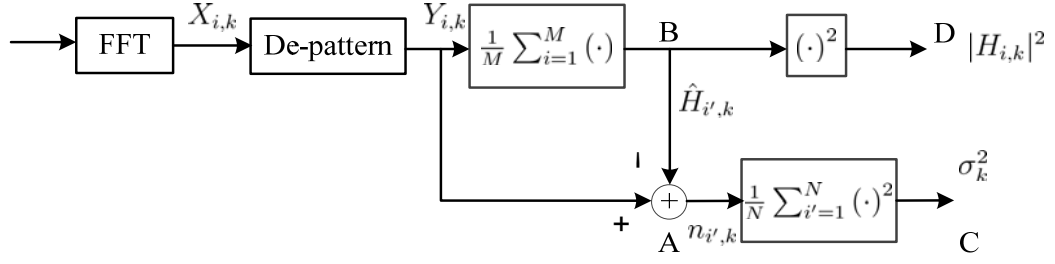 X_{i,k}
Y_{i,k}
FFT
De-pattern
\frac{1}{M} \sum_{i=1}^{M} (\cdot)
B
(\cdot)^2
D |H_{i,k}|^2
\hat{H}_{i',k}
+
+
A
n_{i',k}
\frac{1}{N} \sum_{i'=1}^{N} (\cdot)^2
\sigma_k^2
C